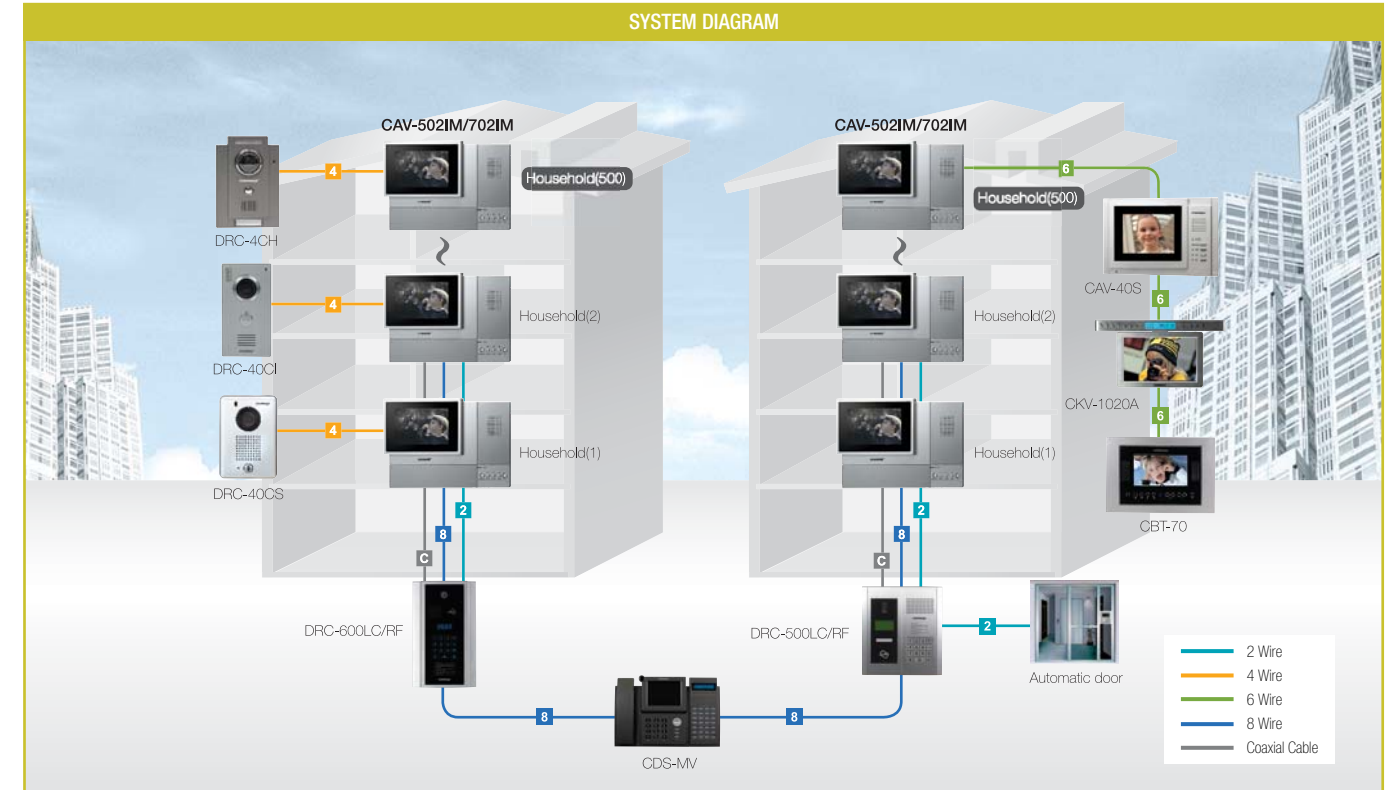 SYSTEM DIAGRAM
CAV-502IM/702IM
CAV-502IM/702IM
4
Household(500)
6
Household(500)
DRC-4CH
CAV-40S
4
Household(2)
Household(2)
6
DRC-40CI
CKV-1020A
6
4
Household(1)
Household(1)
DRC-40CS
CBT-70
2
8
C
2
8
C
DRC-600LC/RF
DRC-500LC/RF
2
Automatic door
8
8
CDS-MV
2 Wire
4 Wire
6 Wire
8 Wire
Coaxial Cable